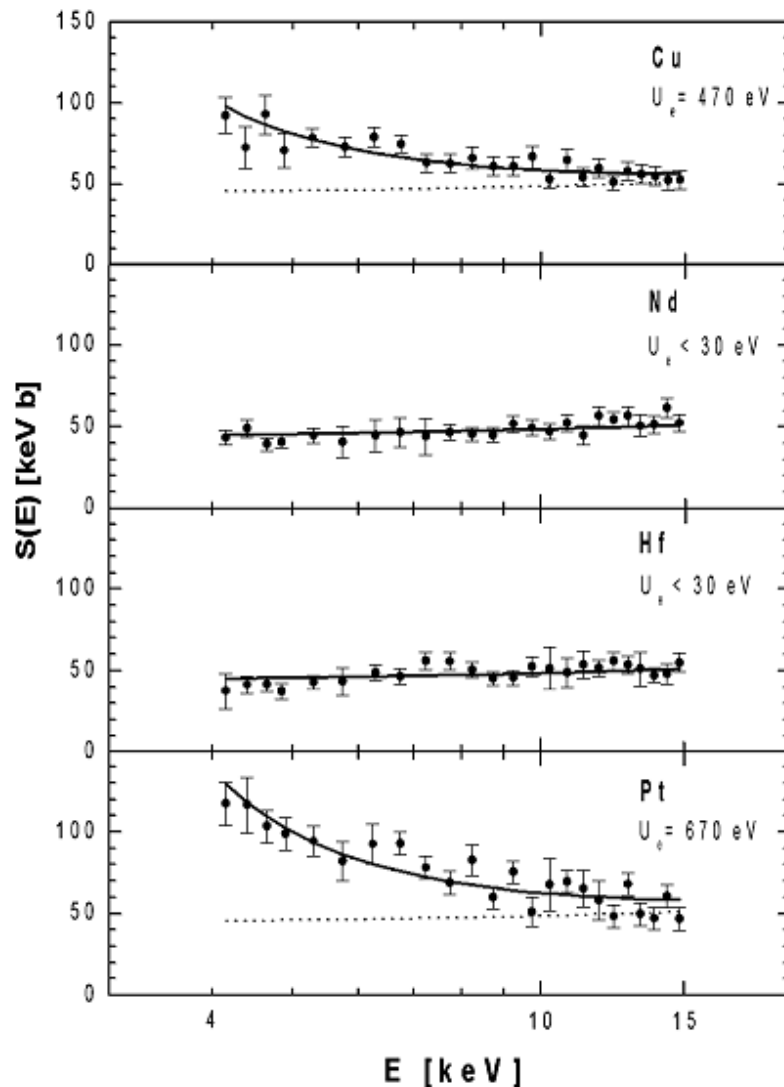 150
100
50
0
Cu
U_e = 470 eV
100
50
0
Nd
U_e < 30 eV
100
50
0
Hf
U_e < 30 eV
100
50
0
Pt
U_e = 670 eV
S(E) [keV b]
4 10 15
E [keV]